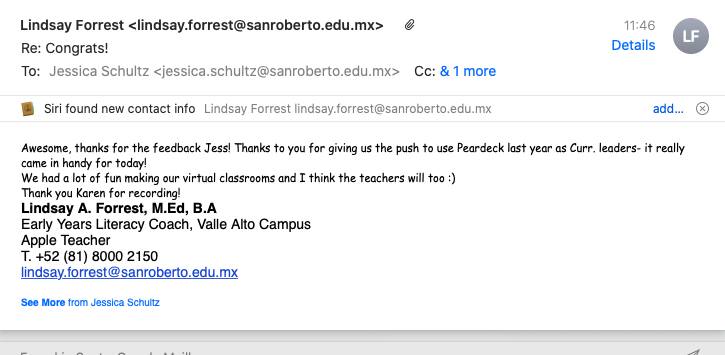 Lindsay Forrest <lindsay.forrest@sanroberto.edu.mx>
11:46
LF
Re: Congrats!
Details
To: Jessica Schultz <jessica.schultz@sanroberto.edu.mx> Cc: & 1 more
Siri found new contact info Lindsay Forrest lindsay.forrest@sanroberto.edu.mx
add...
Awesome, thanks for the feedback Jess! Thanks to you for giving us the push to use Peardeck last year as Curr. leaders- it really
came in handy for today!
We had a lot of fun making our virtual classrooms and I think the teachers will too :)
Thank you Karen for recording!
Lindsay A. Forrest, M.Ed, B.A
Early Years Literacy Coach, Valle Alto Campus
Apple Teacher
T. +52 (81) 8000 2150
lindsay.forrest@sanroberto.edu.mx
See More from Jessica Schultz